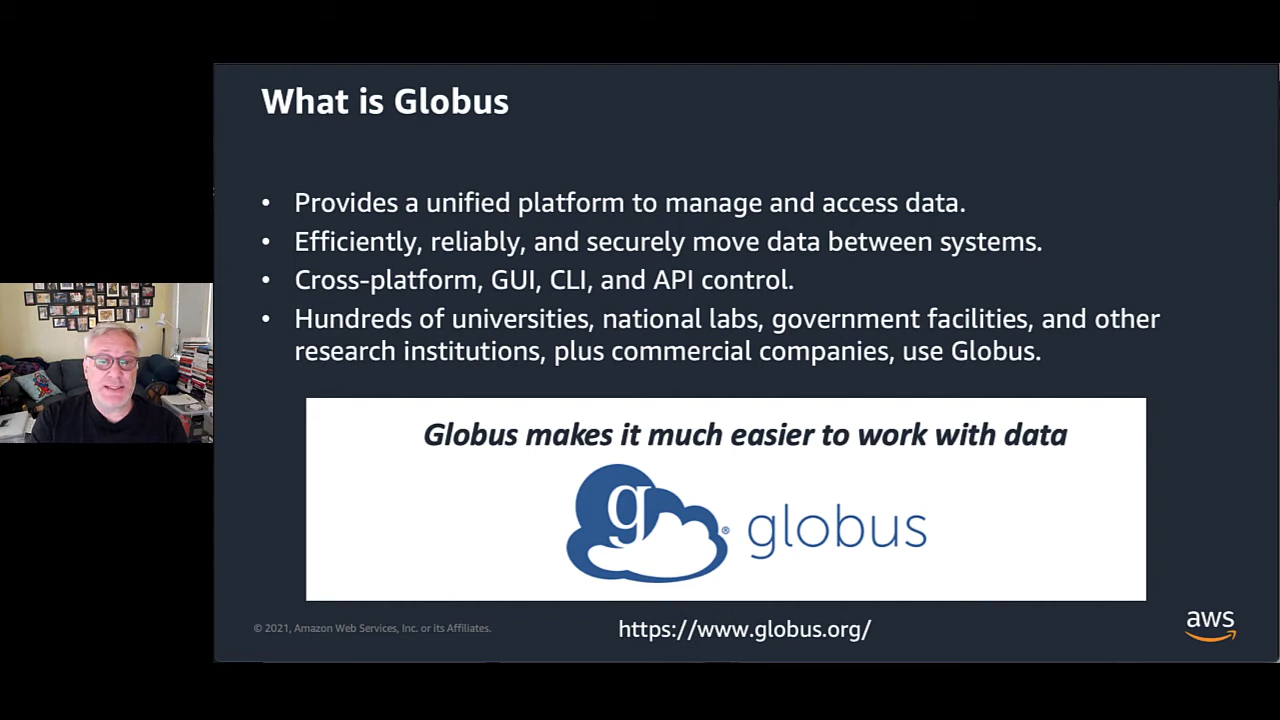 What is Globus
• Provides a unified platform to manage and access data.
• Efficiently, reliably, and securely move data between systems.
• Cross-platform, GUI, CLI, and API control.
• Hundreds of universities, national labs, government facilities, and other
research institutions, plus commercial companies, use Globus.
Globus makes it much easier to work with data
g ® globus
© 2021, Amazon Web Services, Inc. or its Affiliates.
https://www.globus.org/
aws